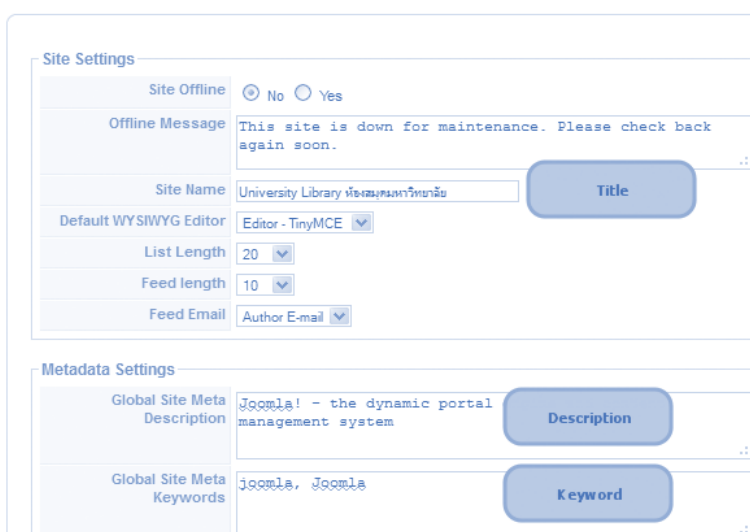 Site Settings
Site Offline No Yes
Offline Message This site is down for maintenance. Please check back
again soon.
Site Name University Library ห้องสมุดมหาวิทยาลัย Title
Default WYSIWYG Editor Editor - TinyMCE
List Length 20
Feed length 10
Feed Email Author E-mail
Metadata Settings
Global Site Meta Joomla! - the dynamic portal
Description management system Description
Global Site Meta joomla, Joomla
Keywords Keyword